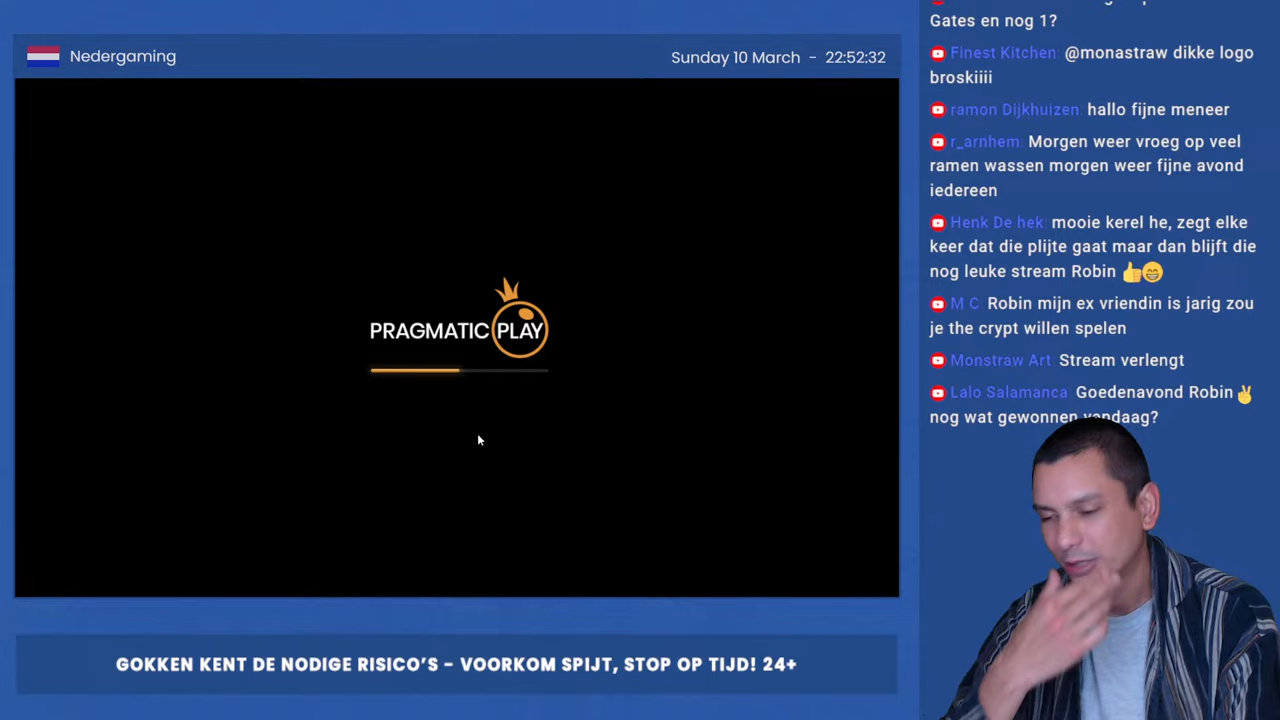 Nedergaming
Sunday 10 March - 22:52:32
PRAGMATIC PLAY
GOKKEN KENT DE NODIGE RISICO'S - VOORKOM SPIJT, STOP OP TIJD! 24+
Gates en nog 1?
Finest Kitchen: @monastraw dikke logo
broskiiii
ramon Dijkhuizen: hallo fijne meneer
r_arnhem: Morgen weer vroeg op veel
ramen wassen morgen weer fijne avond
iedereen
Henk De hek: mooie kerel he, zegt elke
keer dat die plijte gaat maar dan blijft die
nog leuke stream Robin 👍😁
M C: Robin mijn ex vriendin is jarig zou
je the crypt willen spelen
Monstraw Art: Stream verlengt
Lalo Salamanca: Goedenavond Robin✌
nog wat gewonnen vandaag?